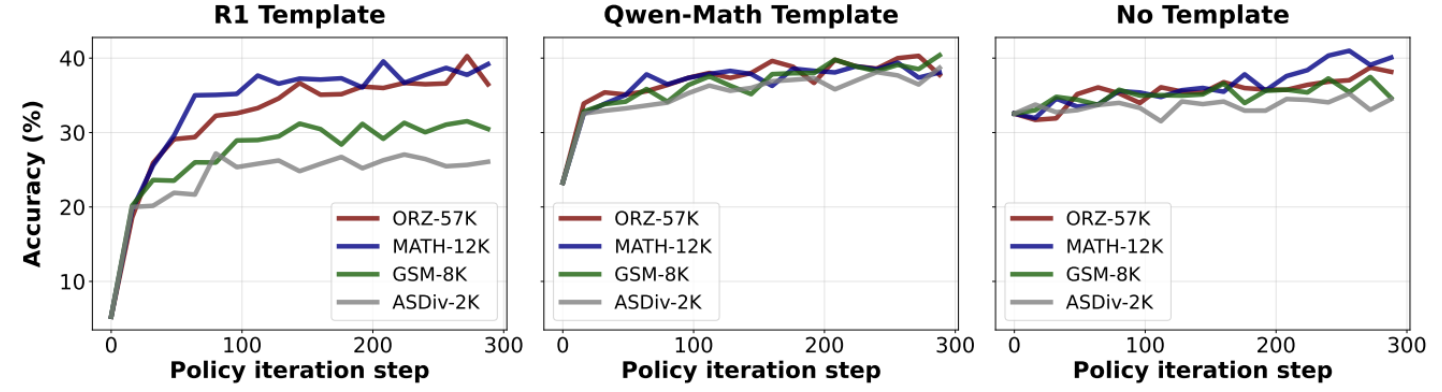 R1 Template
Qwen-Math Template
No Template
Accuracy (%)
40
30
20
10
ORZ-57K
MATH-12K
GSM-8K
ASDiv-2K
0
100
200
300
Policy iteration step
ORZ-57K
MATH-12K
GSM-8K
ASDiv-2K
0
100
200
300
Policy iteration step
ORZ-57K
MATH-12K
GSM-8K
ASDiv-2K
0
100
200
300
Policy iteration step